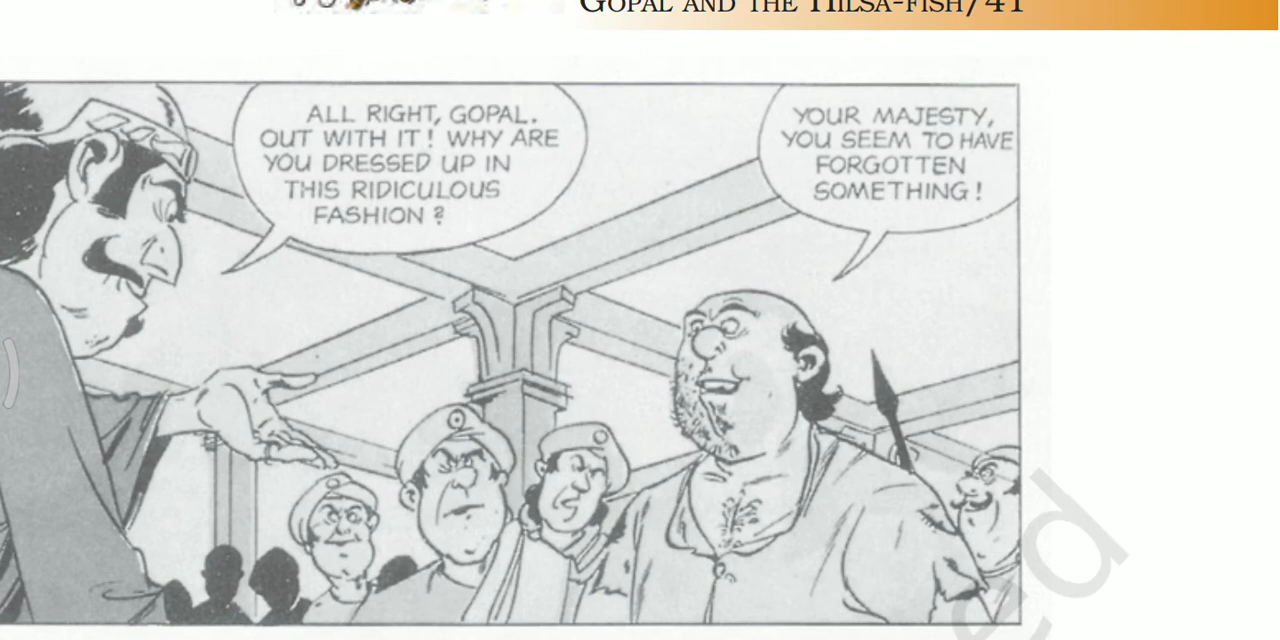 GOPAL AND THE HILSA-FISH/41
ALL RIGHT, GOPAL.
OUT WITH IT! WHY ARE
YOU DRESSED UP IN
THIS RIDICULOUS
FASHION?
YOUR MAJESTY,
YOU SEEM TO HAVE
FORGOTTEN
SOMETHING!